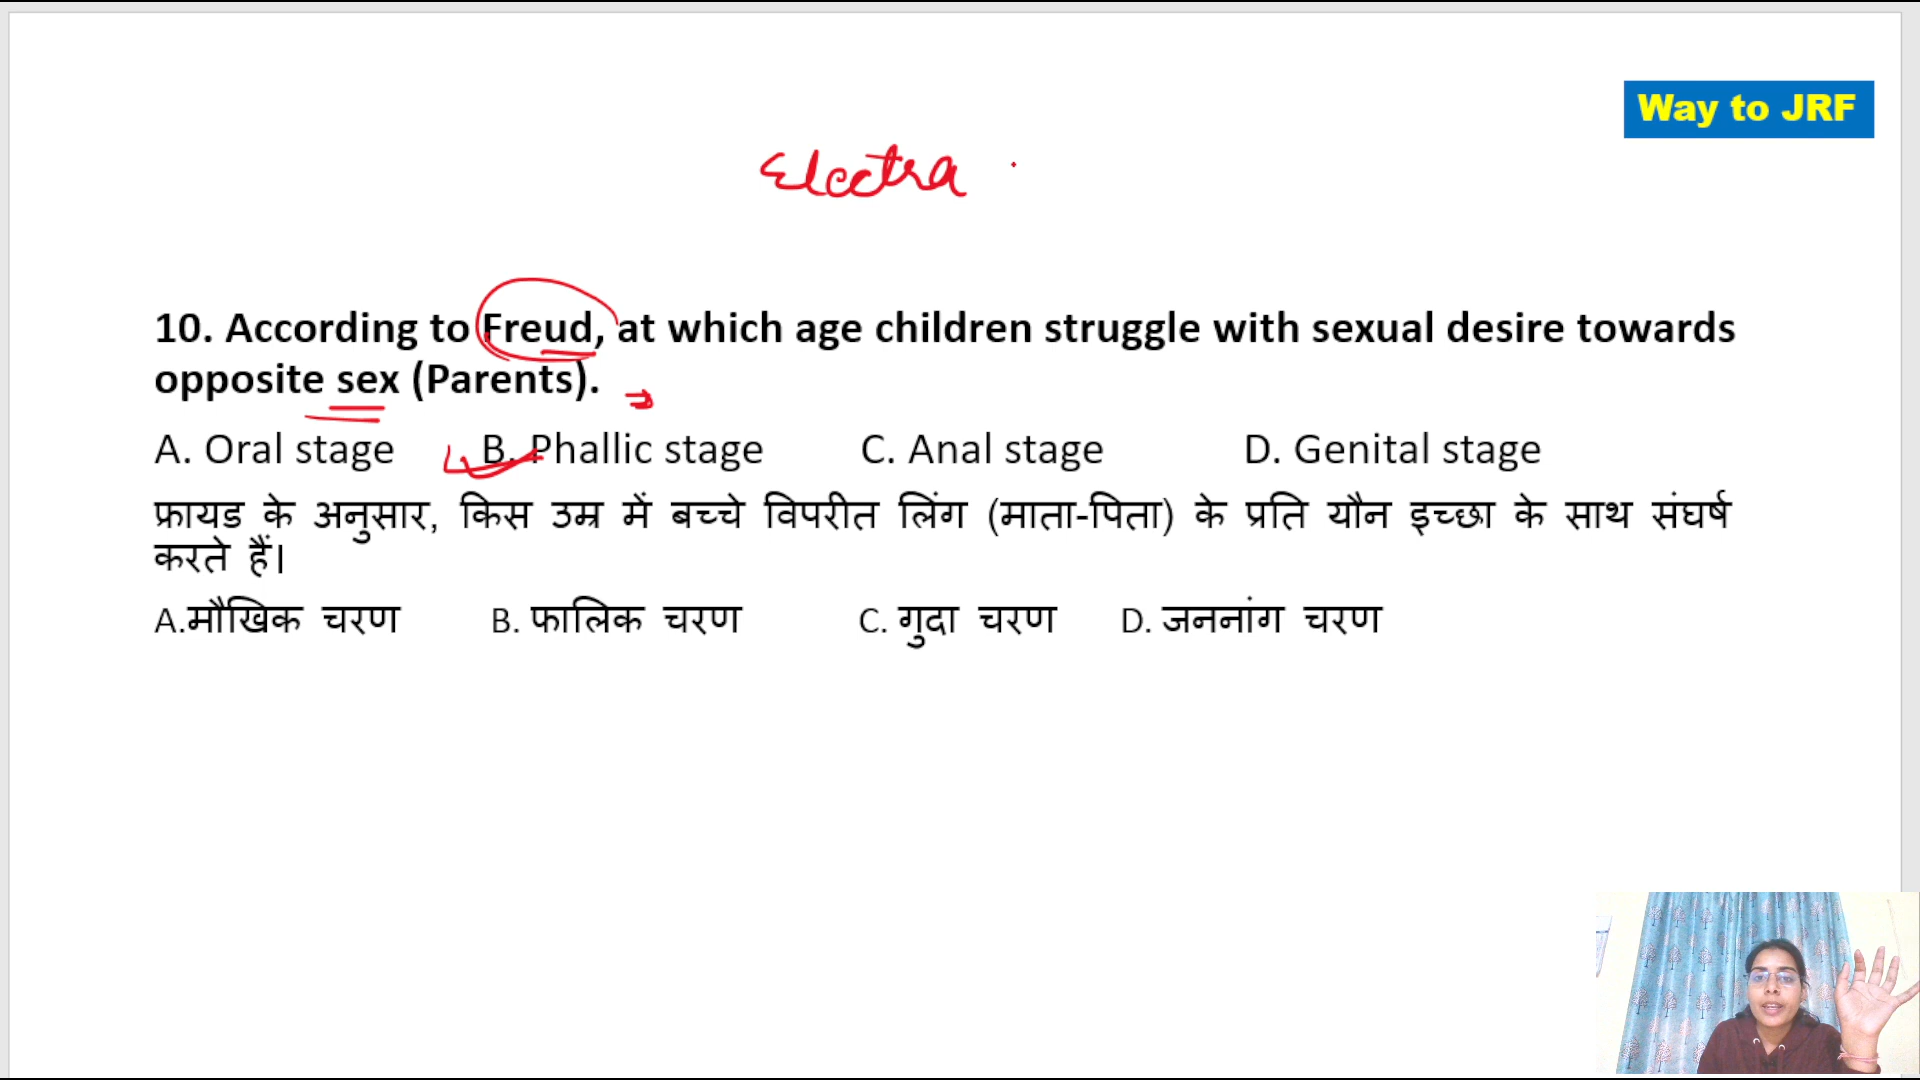 Way to JRF
Electra
10. According to Freud, at which age children struggle with sexual desire towards
opposite sex (Parents).
A. Oral stage B. Phallic stage C. Anal stage D. Genital stage
फ्रायड के अनुसार, किस उम्र में बच्चे विपरीत लिंग (माता-पिता) के प्रति यौन इच्छा के साथ संघर्ष
करते हैं।
A.मौखिक चरण B. फालिक चरण C. गुदा चरण D. जननांग चरण